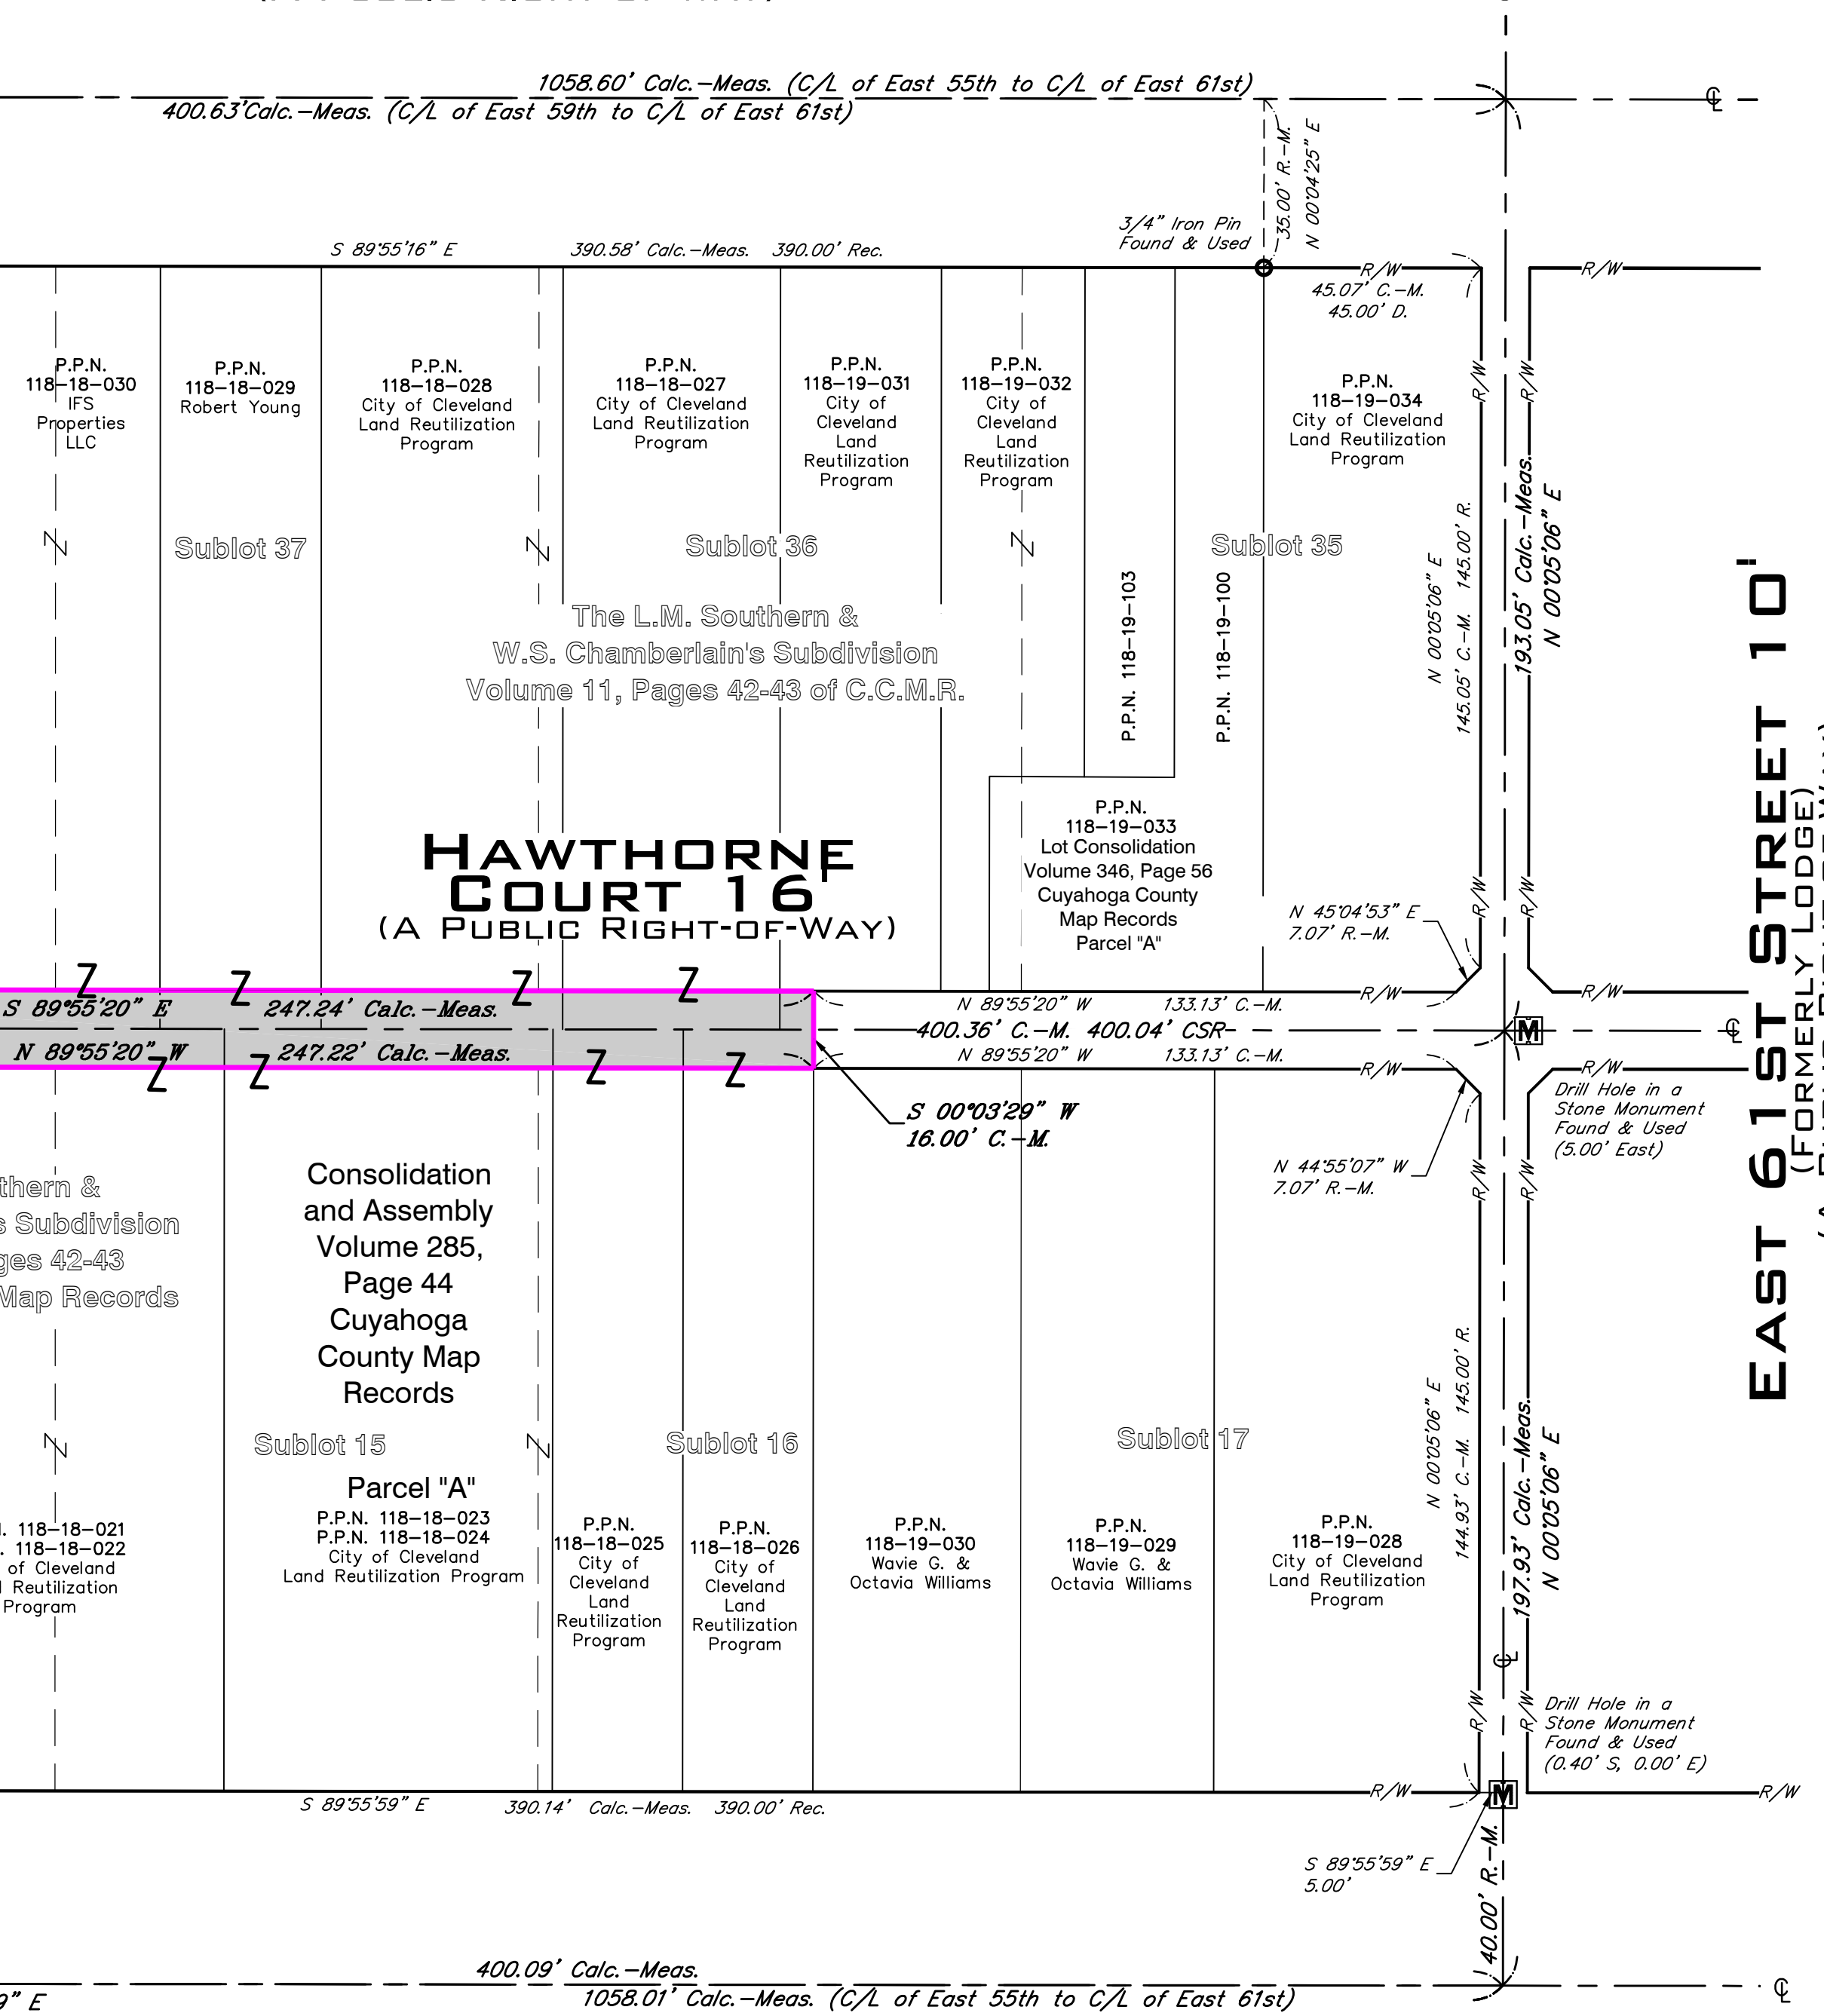 1058.60' Calc.-Meas. (C/L of East 55th to C/L of East 61st)
400.63'Calc.-Meas. (C/L of East 59th to C/L of East 61st)
35.00' R.-M.
N 00°04'25" E
3/4" Iron Pin
Found & Used
S 89°55'16" E 390.58' Calc.-Meas. 390.00' Rec.
R/W
R/W
45.07' C.-M.
45.00' D.
P.P.N.
118-18-030
IFS
Properties
LLC
P.P.N.
118-18-029
Robert Young
P.P.N.
118-18-028
City of Cleveland
Land Reutilization
Program
P.P.N.
118-18-027
City of Cleveland
Land Reutilization
Program
P.P.N.
118-19-031
City of
Cleveland
Land
Reutilization
Program
P.P.N.
118-19-032
City of
Cleveland
Land
Reutilization
Program
P.P.N.
118-19-034
City of Cleveland
Land Reutilization
Program
R/W
R/W
Sublot 37
Sublot 36
Sublot 35
The L.M. Southern &
W.S. Chamberlain's Subdivision
Volume 11, Pages 42-43 of C.C.M.R.
P.P.N. 118-19-103
P.P.N. 118-19-100
N 00°05'06" E
145.05' C.-M. 145.00' R.
193.05' Calc.-Meas.
N 00°05'06" E
P.P.N.
118-19-033
Lot Consolidation
Volume 346, Page 56
Cuyahoga County
Map Records
Parcel "A"
HAWTHORNE
COURT 16'
(A PUBLIC RIGHT-OF-WAY)
N 45°04'53" E
7.07' R.-M.
R/W
R/W
EAST 61ST STREET 10'
(FORMERLY LODGE)
S 89°55'20" E 247.24' Calc.-Meas.
N 89°55'20" W 133.13' C.-M.
R/W
R/W
400.36' C.-M. 400.04' CSR
M
N 89°55'20" W 247.22' Calc.-Meas.
N 89°55'20" W 133.13' C.-M.
R/W
R/W
S 00°03'29" W
16.00' C.-M.
Drill Hole in a
Stone Monument
Found & Used
(5.00' East)
N 44°55'07" W
7.07' R.-M.
R/W
R/W
thern &
s Subdivision
ges 42-43
Map Records
Consolidation
and Assembly
Volume 285,
Page 44
Cuyahoga
County Map
Records
Sublot 15
Sublot 16
Sublot 17
Parcel "A"
P.P.N. 118-18-023
P.P.N. 118-18-024
City of Cleveland
Land Reutilization Program
. 118-18-021
. 118-18-022
of Cleveland
Reutilization
Program
P.P.N.
118-18-025
City of
Cleveland
Land
Reutilization
Program
P.P.N.
118-18-026
City of
Cleveland
Land
Reutilization
Program
P.P.N.
118-19-030
Wavie G. &
Octavia Williams
P.P.N.
118-19-029
Wavie G. &
Octavia Williams
P.P.N.
118-19-028
City of Cleveland
Land Reutilization
Program
N 00°05'06" E
144.93' C.-M. 145.00' R.
197.93' Calc.-Meas.
N 00°05'06" E
R/W
R/W
Drill Hole in a
Stone Monument
Found & Used
(0.40' S, 0.00' E)
S 89°55'59" E 390.14' Calc.-Meas. 390.00' Rec.
R/W
M
R/W
S 89°55'59" E
5.00'
40.00' R.-M.
400.09' Calc.-Meas.
1058.01' Calc.-Meas. (C/L of East 55th to C/L of East 61st)
9" E